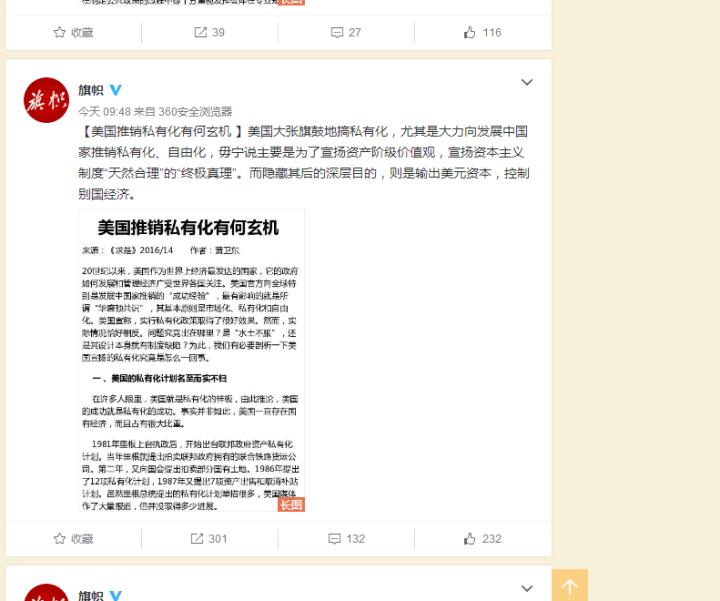 长图
收藏
39
27
116
旗帜
旗帜 V
今天 09:48 来自 360安全浏览器
【美国推销私有化有何玄机 】美国大张旗鼓地搞私有化，尤其是大力向发展中国
家推销私有化、自由化，毋宁说主要是为了宣扬资产阶级价值观，宣扬资本主义
制度“天然合理”的“终极真理”。而隐藏其后的深层目的，则是输出美元资本，控制
别国经济。
美国推销私有化有何玄机
来源：《求是》2016/14 作者：黄卫东
20世纪以来，美国作为世界上经济最发达的国家，它的政府
如何发展和管理经济广受世界各国关注。美国官方向全球特
别是发展中国家推销的“成功经验”，最有影响的就是所
谓“华盛顿共识”，其基本原则是市场化、私有化和自由
化。美国宣称，实行私有化政策取得了很好效果。然而，实
际情况恰好相反。问题究竟出在哪里？是“水土不服”，还
是其设计本身就有制度缺陷？为此，我们有必要剖析一下美
国宣扬的私有化究竟是怎么一回事。
一、美国的私有化计划名至而实不归
在许多人眼里，美国就是私有化的样板，由此推论，美国
的成功就是私有化的成功。事实并非如此，美国一直存在国
有经济，而且占有很大比重。
1981年里根上台执政后，开始出台联邦政府资产私有化
计划。当年里根就提出拍卖联邦政府拥有的联合铁路货运公
司。第二年，又向国会提出拍卖部分国有土地。1986年提出
了12项私有化计划，1987年又提出7项资产出售和取消补贴
计划。虽然里根总统提出的私有化计划举措很多，美国媒体
作了大量报道，但并没取得多少进展。
长图
收藏
301
132
232
旗帜 V